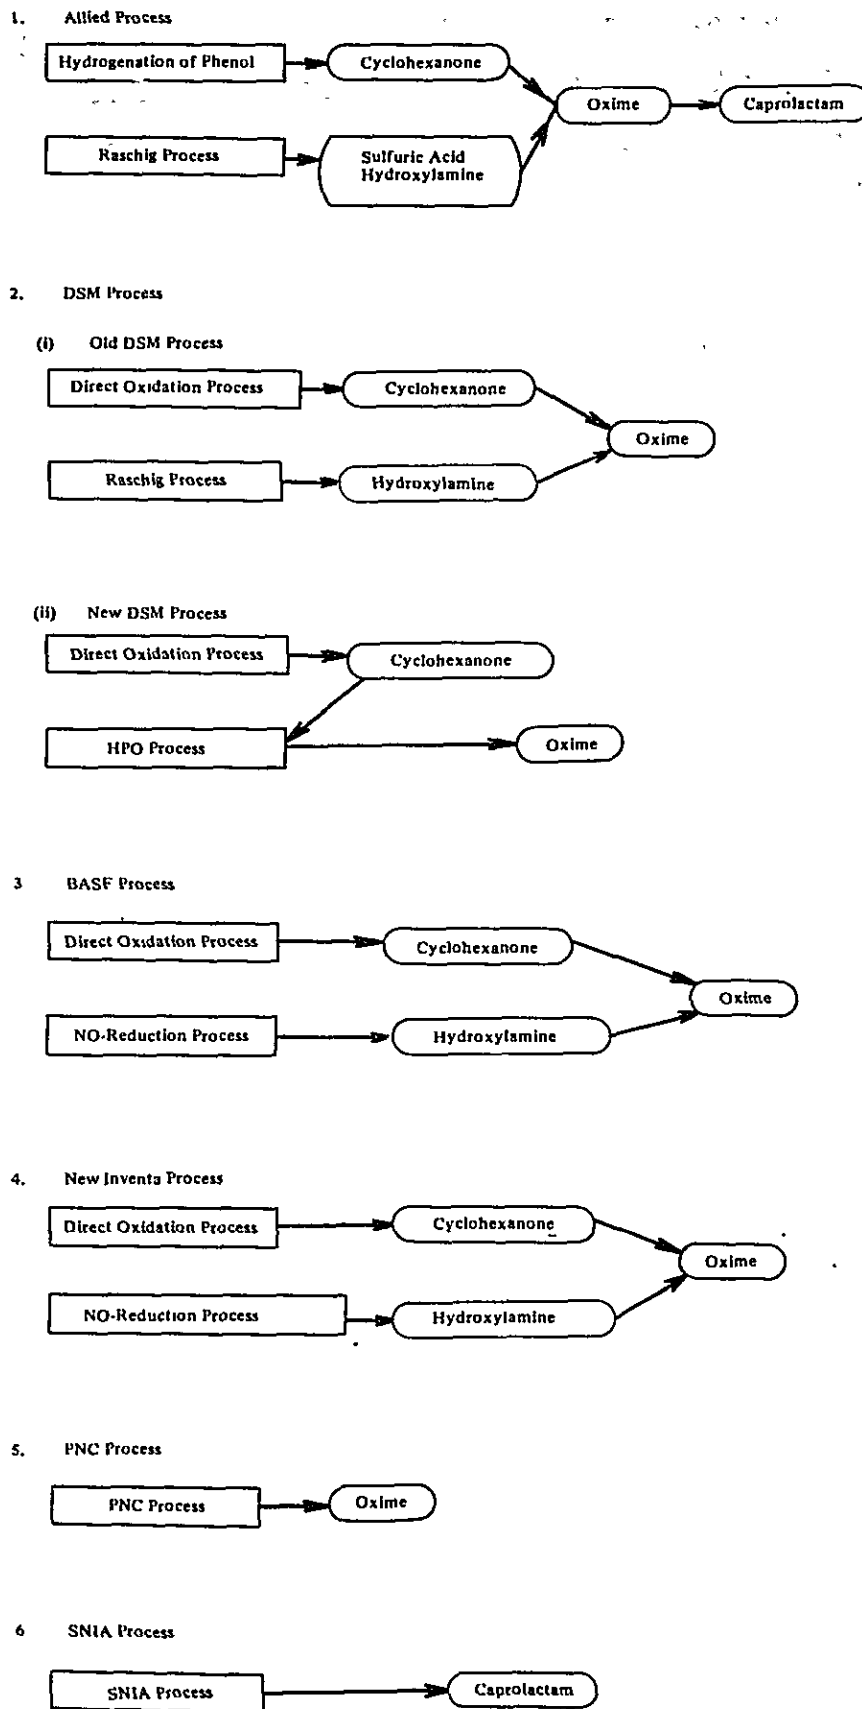 1. Allied Process
Hydrogenation of Phenol
Cyclohexanone
Oxime
Caprolactam
Raschig Process
Sulfuric Acid
Hydroxylamine
2. DSM Process
(i) Old DSM Process
Direct Oxidation Process
Cyclohexanone
Oxime
Raschig Process
Hydroxylamine
(ii) New DSM Process
Direct Oxidation Process
Cyclohexanone
HPO Process
Oxime
3 BASF Process
Direct Oxidation Process
Cyclohexanone
Oxime
NO-Reduction Process
Hydroxylamine
4. New Inventa Process
Direct Oxidation Process
Cyclohexanone
Oxime
NO-Reduction Process
Hydroxylamine
5. PNC Process
PNC Process
Oxime
6 SNIA Process
SNIA Process
Caprolactam